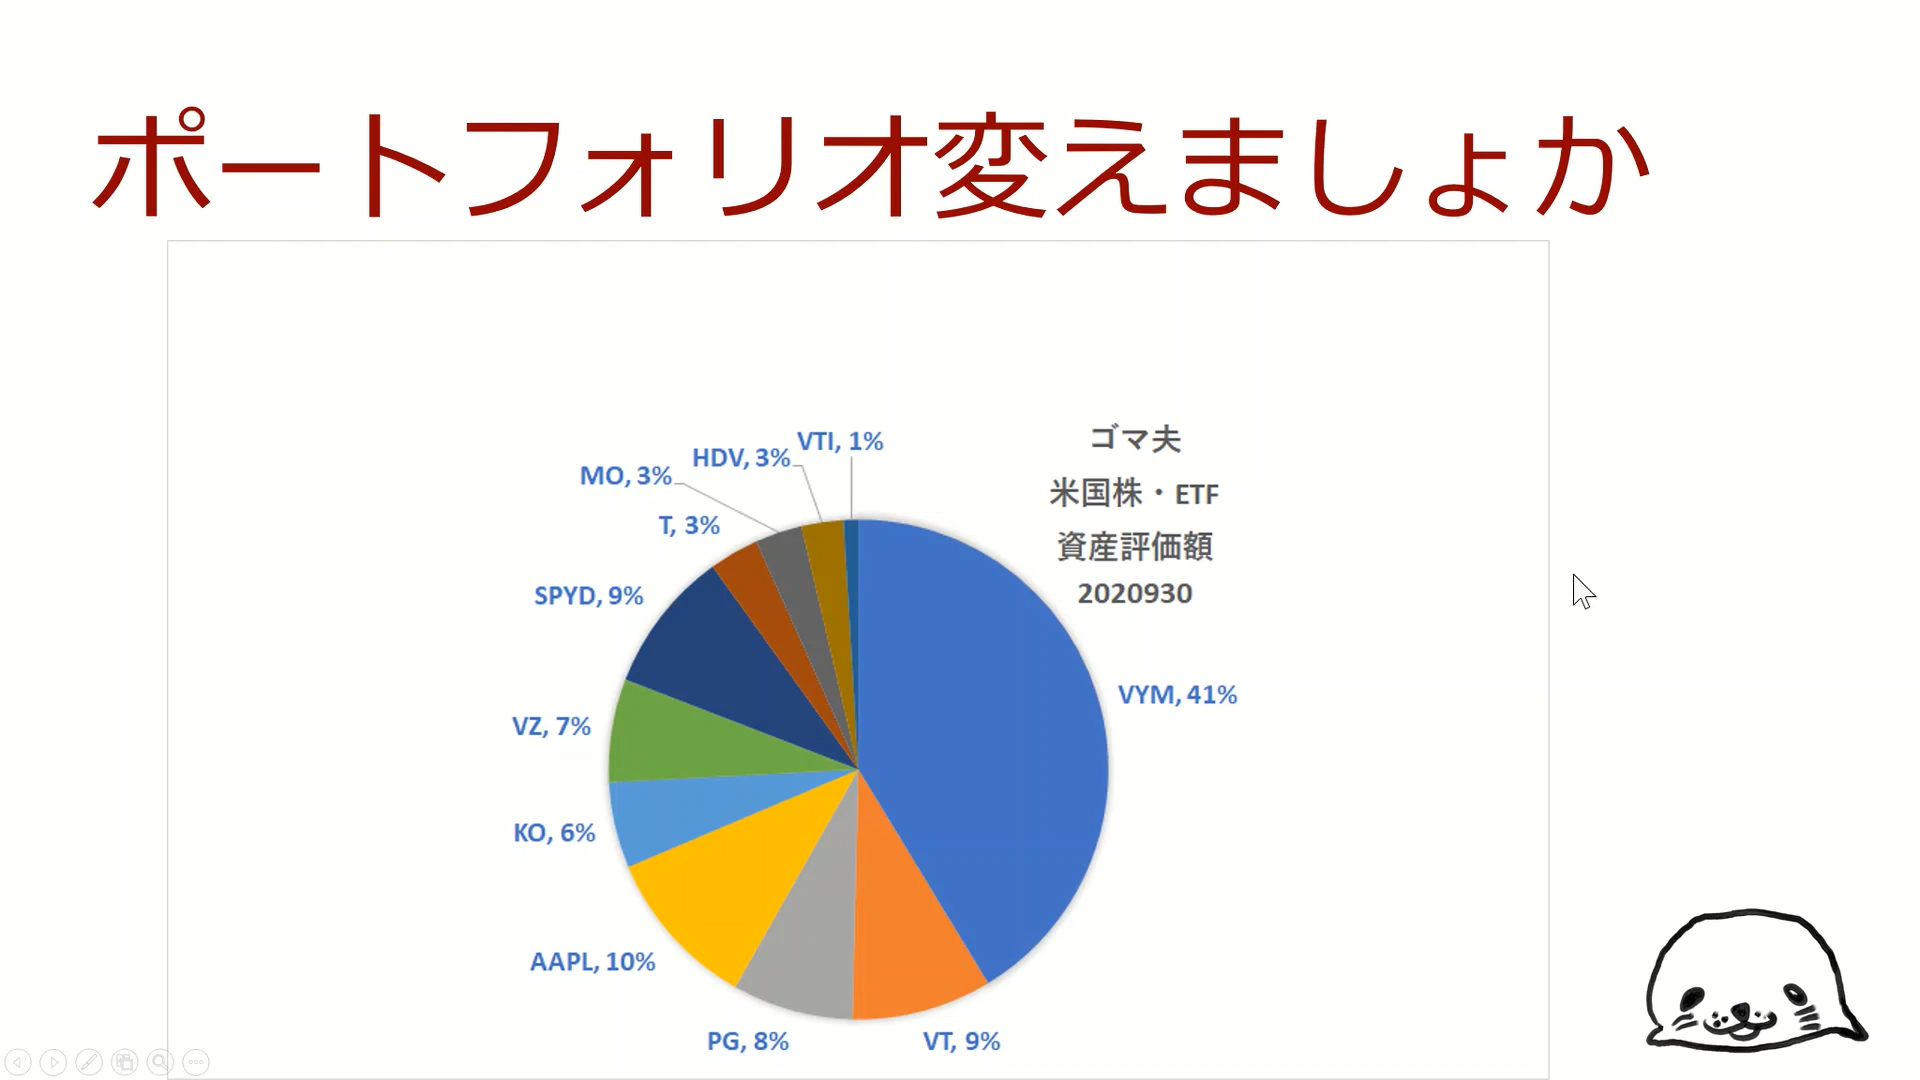 ポートフォリオ変えましょか
ゴマ夫
米国株・ETF
資産評価額
2020930
VTI, 1%
HDV, 3%
MO, 3%
T, 3%
SPYD, 9%
VYM, 41%
VZ, 7%
KO, 6%
AAPL, 10%
PG, 8%
VT, 9%